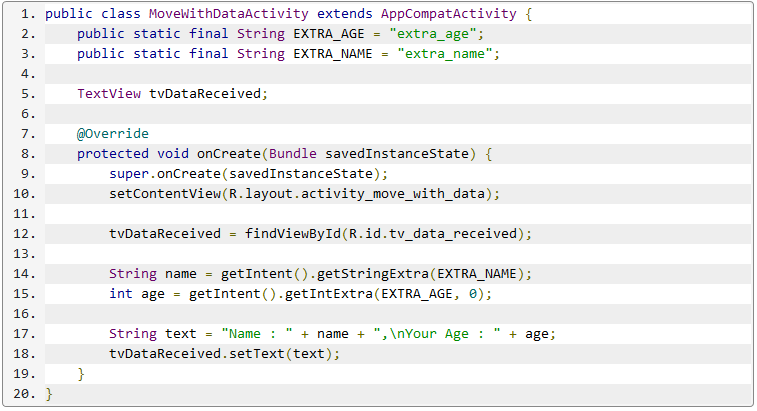 1. public class MoveWithDataActivity extends AppCompatActivity {
2.     public static final String EXTRA_AGE = "extra_age";
3.     public static final String EXTRA_NAME = "extra_name";
4.
5.     TextView tvDataReceived;
6.
7.     @Override
8.     protected void onCreate(Bundle savedInstanceState) {
9.         super.onCreate(savedInstanceState);
10.         setContentView(R.layout.activity_move_with_data);
11.
12.         tvDataReceived = findViewById(R.id.tv_data_received);
13.
14.         String name = getIntent().getStringExtra(EXTRA_NAME);
15.         int age = getIntent().getIntExtra(EXTRA_AGE, 0);
16.
17.         String text = "Name : " + name + ",\nYour Age : " + age;
18.         tvDataReceived.setText(text);
19.     }
20. }